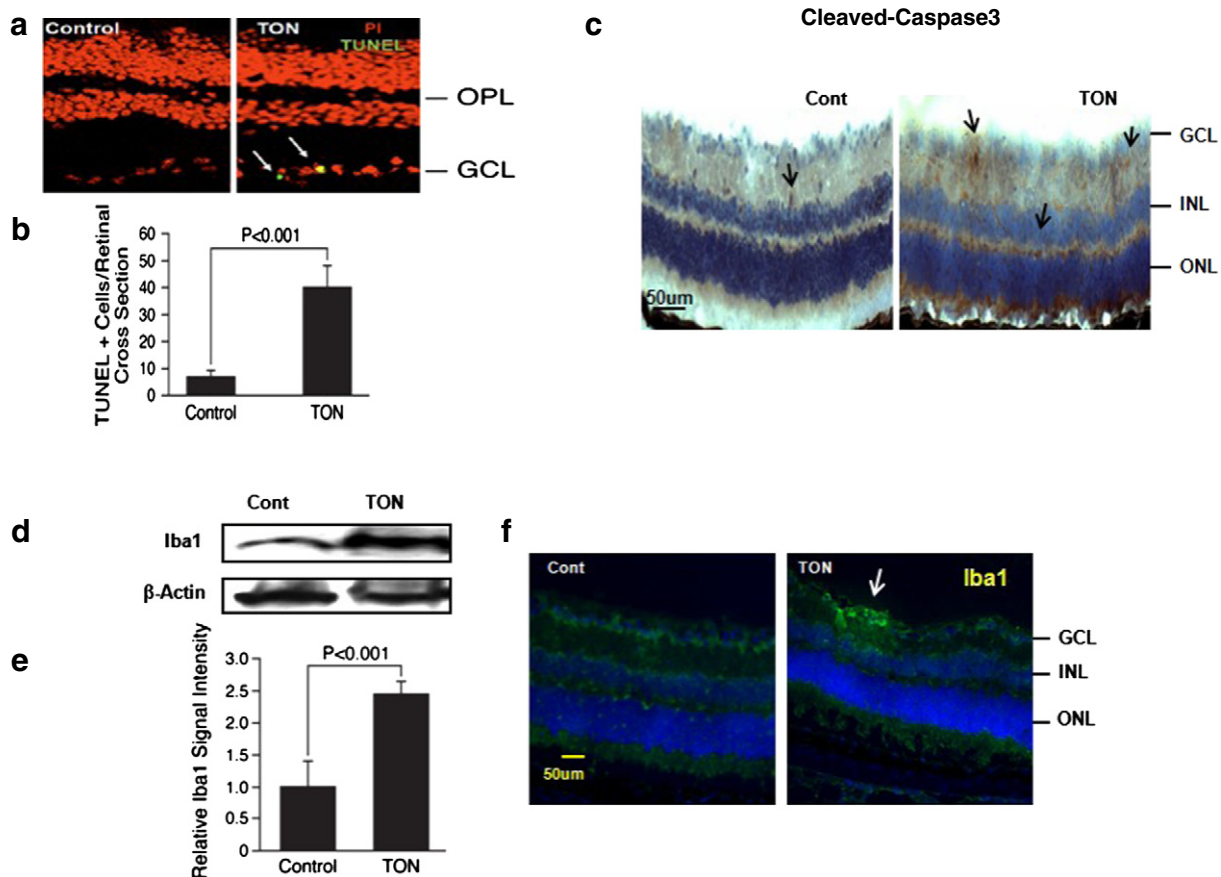 a
Control
TON
PI
TUNEL
OPL
GCL
b
TUNEL + Cells/Retinal
Cross Section
60
50
40
30
20
10
0
P<0.001
Control
TON
c
Cleaved-Caspase3
Cont
TON
GCL
INL
ONL
50um
d
Cont
TON
Iba1
β-Actin
e
Relative Iba1 Signal Intensity
3.0
2.5
2.0
1.5
1.0
0.5
0
P<0.001
Control
TON
f
Cont
TON
Iba1
GCL
INL
ONL
50um